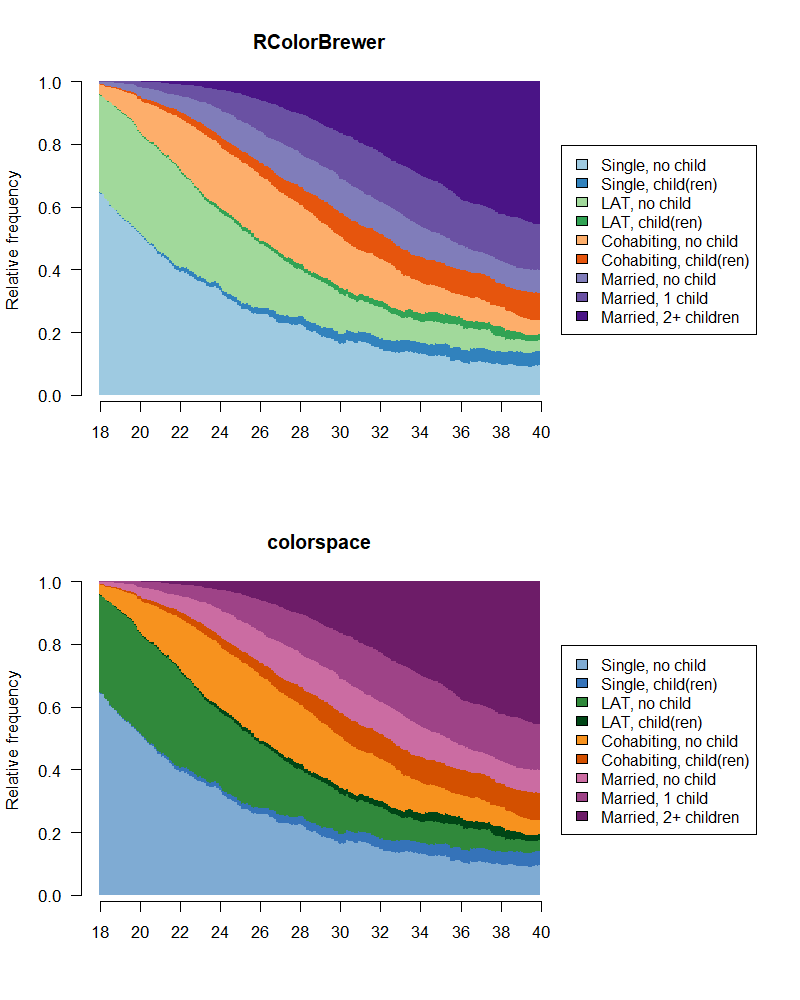 RColorBrewer
1.0
0.8
0.6
0.4
0.2
0.0
Relative frequency
18 20 22 24 26 28 30 32 34 36 38 40
Single, no child
Single, child(ren)
LAT, no child
LAT, child(ren)
Cohabiting, no child
Cohabiting, child(ren)
Married, no child
Married, 1 child
Married, 2+ children
colorspace
1.0
0.8
0.6
0.4
0.2
0.0
Relative frequency
18 20 22 24 26 28 30 32 34 36 38 40
Single, no child
Single, child(ren)
LAT, no child
LAT, child(ren)
Cohabiting, no child
Cohabiting, child(ren)
Married, no child
Married, 1 child
Married, 2+ children